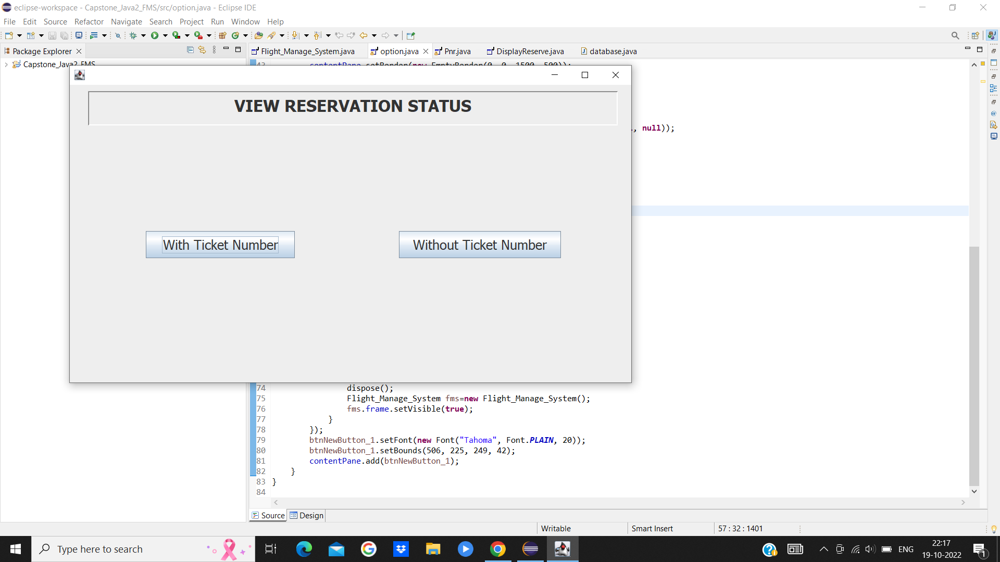 eclipse-workspace - Capstone_Java2_FMS/src/option.java - Eclipse IDE
File Edit Source Refactor Navigate Search Project Run Window Help
Package Explorer
Flight_Manage_System.java option.java Pnr.java DisplayReserve.java database.java
Capstone_Java2_FMS
contentPane.setBorder(new EmptyBorder(0, 0, 1500, 500));
VIEW RESERVATION STATUS
, null));
With Ticket Number
Without Ticket Number
74 dispose();
75 Flight_Manage_System fms=new Flight_Manage_System();
76 fms.frame.setVisible(true);
77 }
78 });
79 btnNewButton_1.setFont(new Font("Tahoma", Font.PLAIN, 20));
80 btnNewButton_1.setBounds(506, 225, 249, 42);
81 contentPane.add(btnNewButton_1);
82 }
83 }
84
Source Design
Writable Smart Insert 57 : 32 : 1401
Type here to search
ENG
22:17
19-10-2022
1